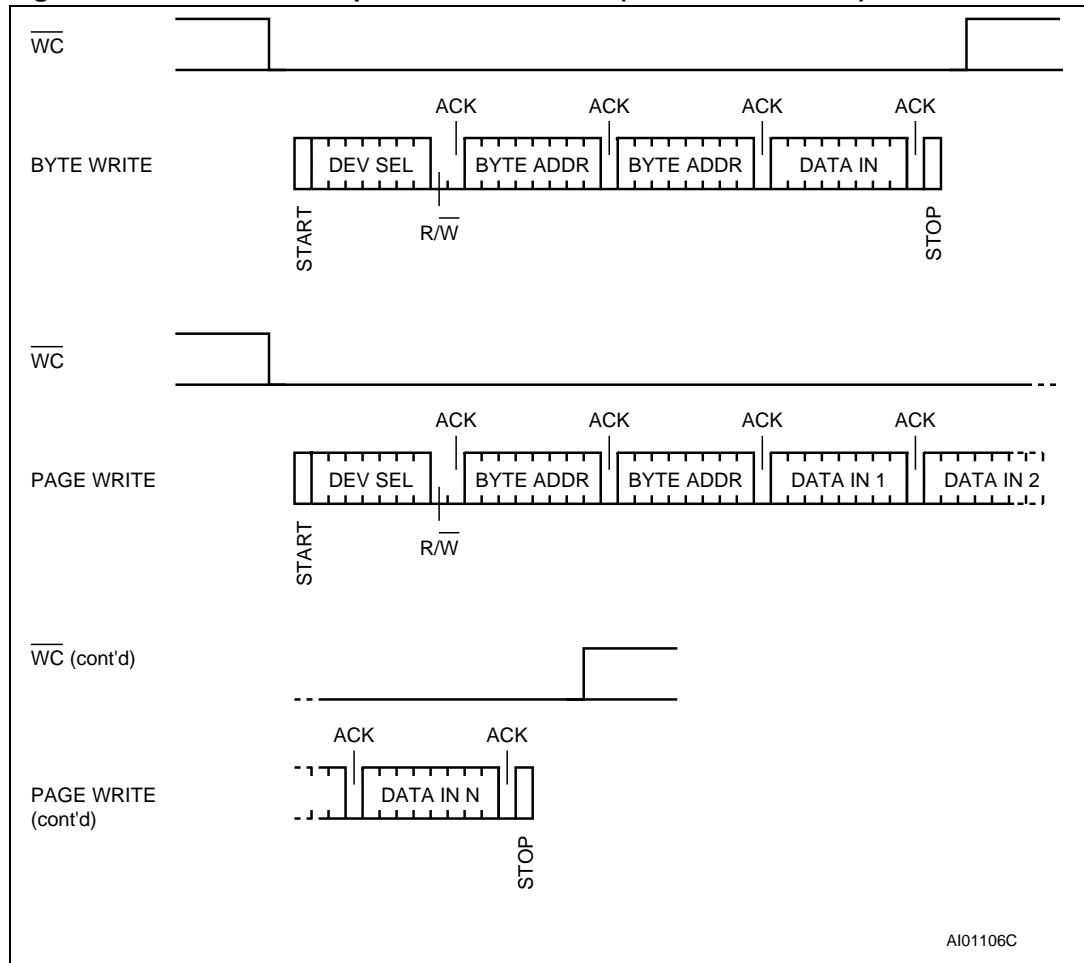 WC
ACK ACK ACK ACK
BYTE WRITE
DEV SEL BYTE ADDR BYTE ADDR DATA IN
R/W
START STOP
WC
ACK ACK ACK ACK
PAGE WRITE
DEV SEL BYTE ADDR BYTE ADDR DATA IN 1 DATA IN 2
R/W
START
WC (cont'd)
ACK ACK
PAGE WRITE
(cont'd)
DATA IN N
STOP
AI01106C